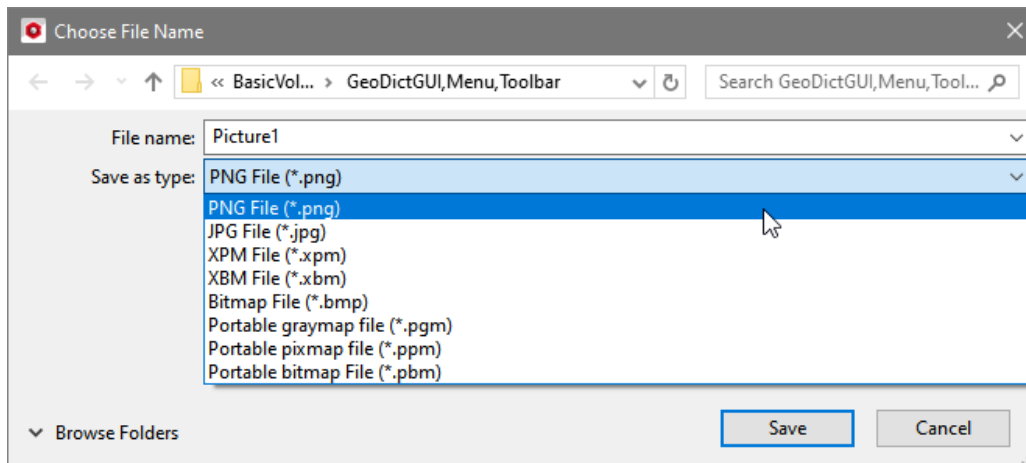 Choose File Name
« BasicVol... › GeoDictGUI,Menu,Toolbar Search GeoDictGUI,Menu,Tool...
File name: Picture1
Save as type: PNG File (*.png)
PNG File (*.png)
JPG File (*.jpg)
XPM File (*.xpm)
XBM File (*.xbm)
Bitmap File (*.bmp)
Portable graymap file (*.pgm)
Portable pixmap file (*.ppm)
Portable bitmap File (*.pbm)
Browse Folders Save Cancel